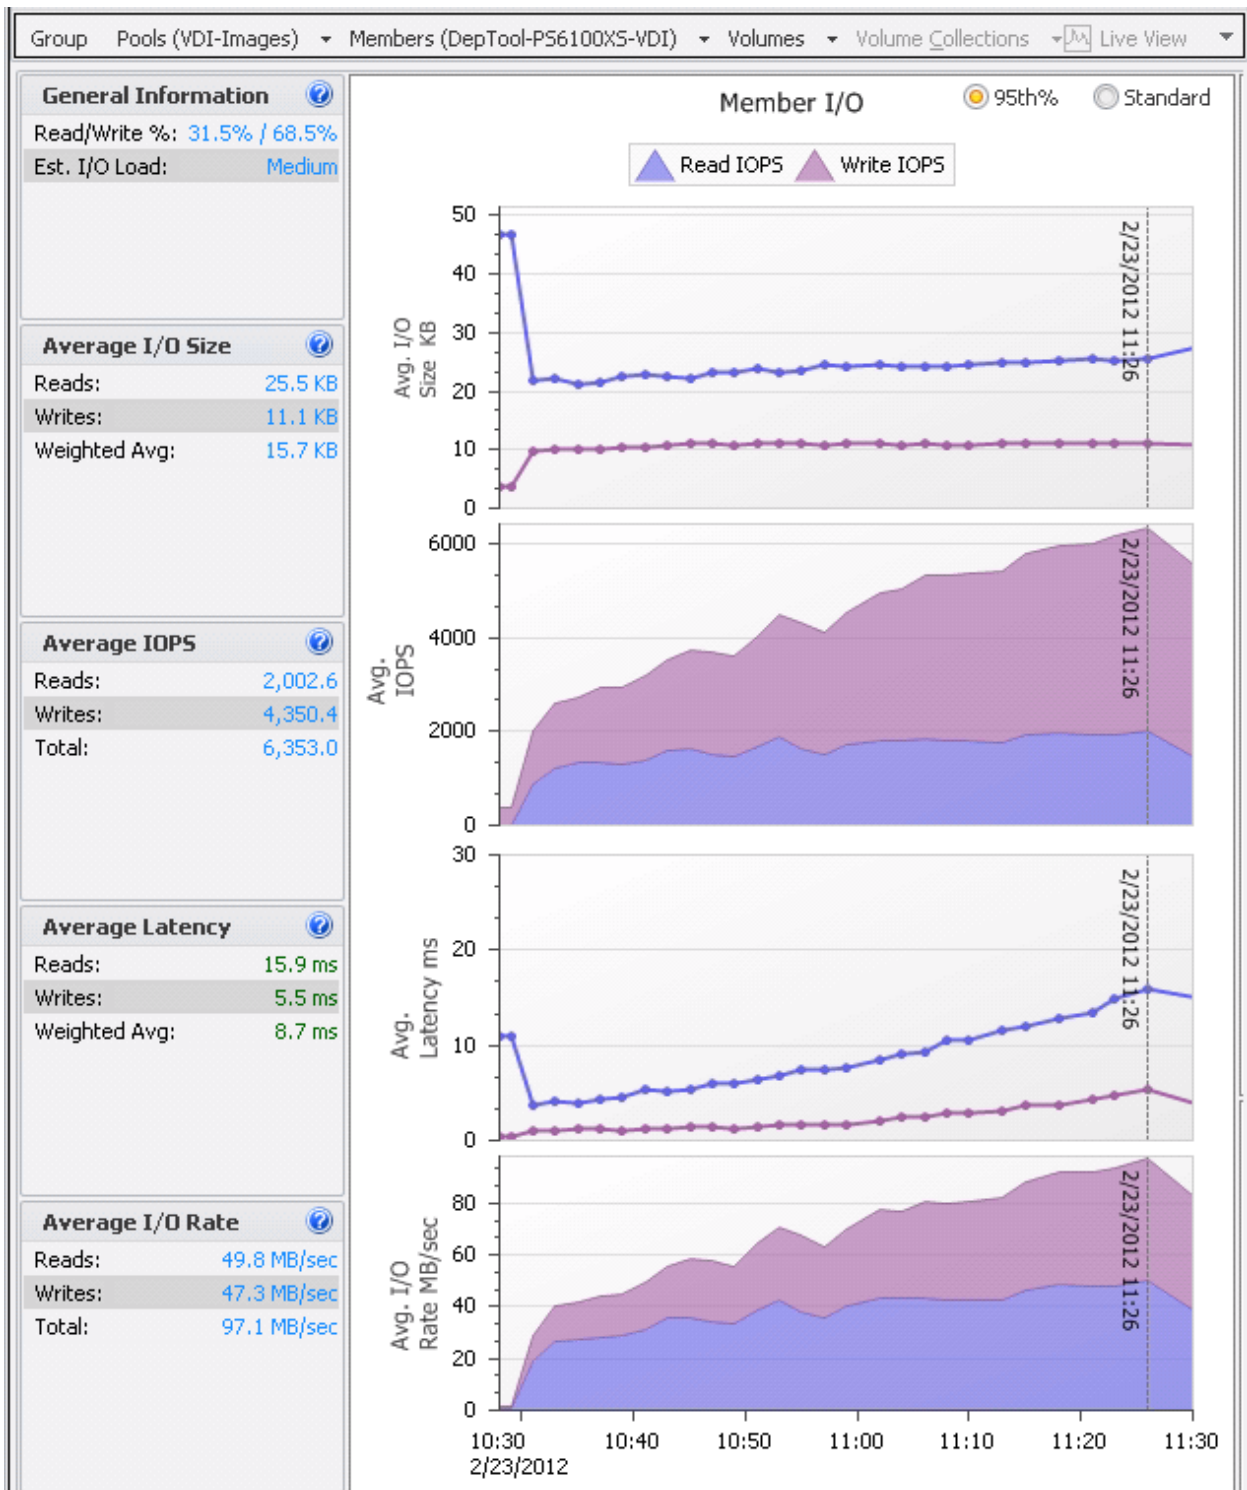 Group Pools (VDI-Images) Members (DepTool-PS6100XS-VDI) Volumes Volume Collections Live View
General Information
Read/Write %: 31.5% / 68.5%
Est. I/O Load: Medium
Average I/O Size
Reads: 25.5 KB
Writes: 11.1 KB
Weighted Avg: 15.7 KB
Average IOPS
Reads: 2,002.6
Writes: 4,350.4
Total: 6,353.0
Average Latency
Reads: 15.9 ms
Writes: 5.5 ms
Weighted Avg: 8.7 ms
Average I/O Rate
Reads: 49.8 MB/sec
Writes: 47.3 MB/sec
Total: 97.1 MB/sec
Member I/O
95th% Standard
Read IOPS Write IOPS
Avg. I/O
Size KB
50
40
30
20
10
0
2/23/2012 11:26
Avg.
IOPS
6000
4000
2000
0
2/23/2012 11:26
Avg.
Latency ms
30
20
10
0
2/23/2012 11:26
Avg. I/O
Rate MB/sec
80
60
40
20
0
2/23/2012 11:26
10:30 10:40 10:50 11:00 11:10 11:20 11:30
2/23/2012